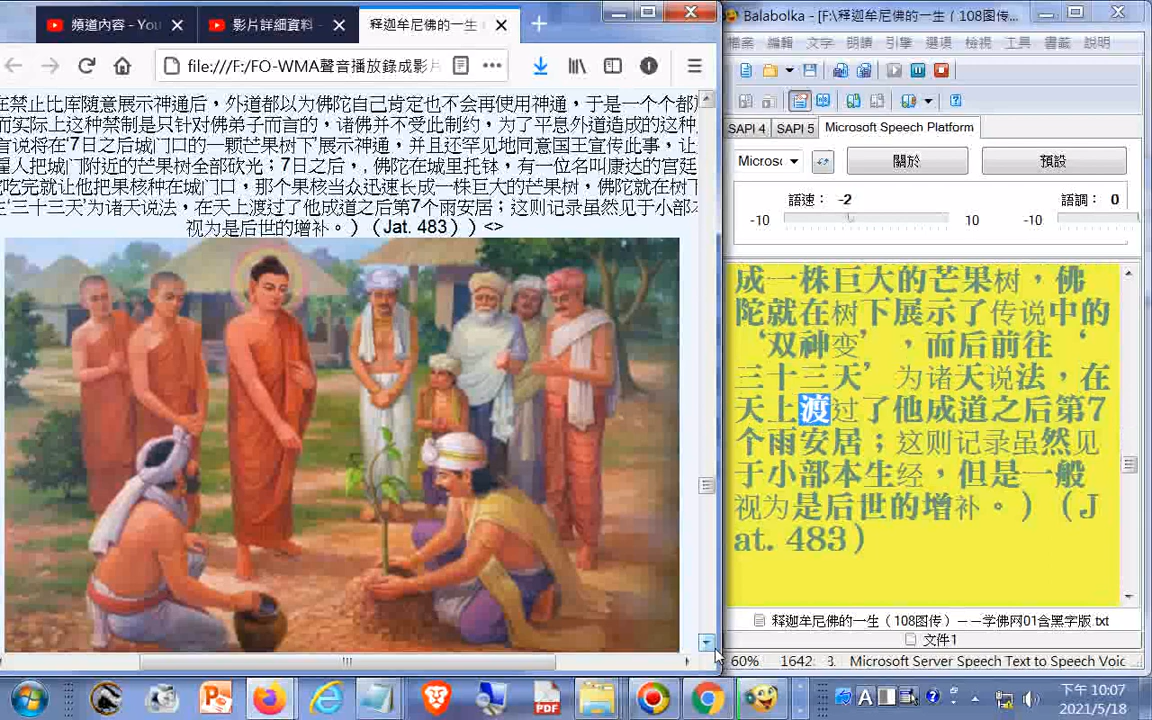 頻道內容 - YouTube
影片詳細資料 -
释迦牟尼佛的一生
file:///F:/FO-WMA聲音播放錄成影片
在禁止比库随意展示神通后，外道都以为佛陀自己肯定也不会再使用神通，于是一个个都
而实际上这种禁制是只针对佛弟子而言的，诸佛并不受此制约，为了平息外道造成的这种
言说将在‘7日之后城门口的一颗芒果树下’展示神通，并且还罕见地同意国王宣传此事，让
里人把城门附近的芒果树全部砍光；7日之后，, 佛陀在城里托钵，有一位名叫康达的宫廷
吃完就让他把果核种在城门口，那个果核当众迅速长成一株巨大的芒果树，佛陀就在树下
‘三十三天’为诸天说法，在天上渡过了他成道之后第7个雨安居；这则记录虽然见于小部本
视为是后世的增补。）（Jat. 483））<>
Balabolka - [F:\释迦牟尼佛的一生（108图传）...
檔案 編輯 文字 朗讀 引擎 選項 檢視 工具 書籤 說明
SAPI 4 SAPI 5 Microsoft Speech Platform
Microsc 關於 預設
語速： -2 語調： 0
-10 10 -10
成一株巨大的芒果树，佛
陀就在树下展示了传说中的
‘双神变’，而后前往‘
三十三天’为诸天说法，在
天上渡过了他成道之后第7
个雨安居；这则记录虽然见
于小部本生经，但是一般
视为是后世的增补。）（J
at. 483）
释迦牟尼佛的一生（108图传）——学佛网01含黑字版.txt
文件1
60% 1642: 3. Microsoft Server Speech Text to Speech Voic
下午 10:07
2021/5/18